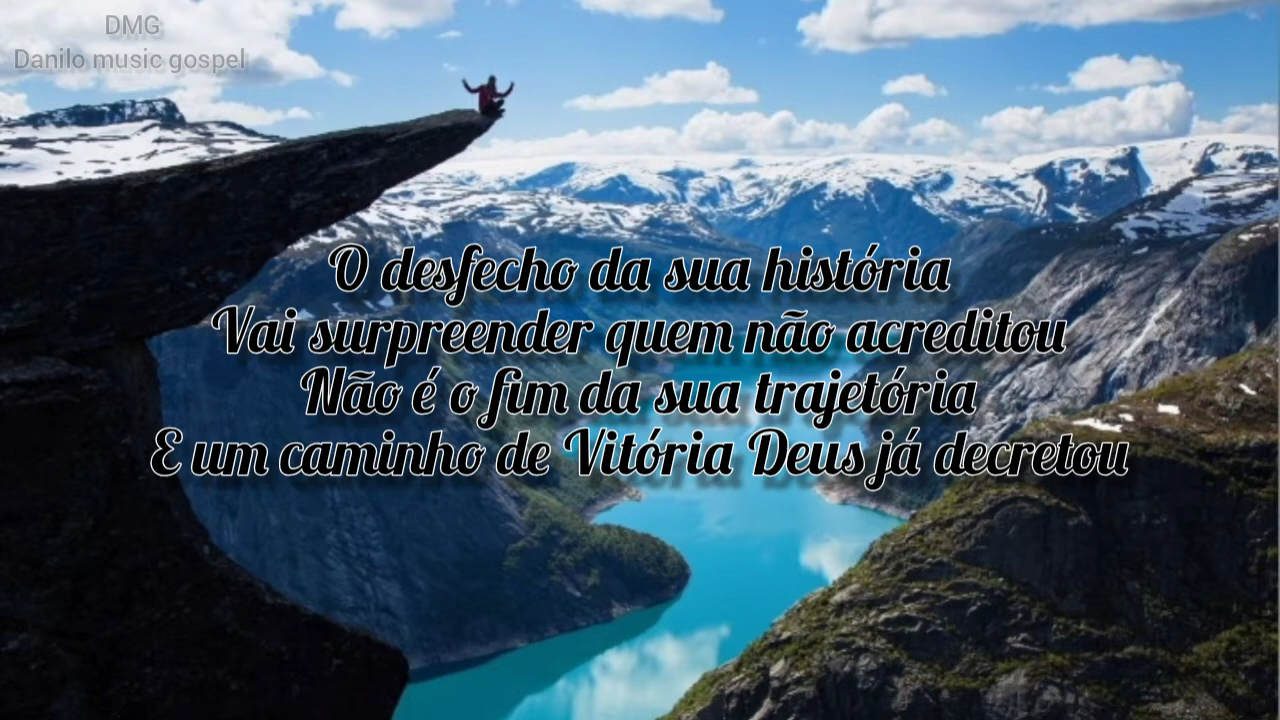 DMG
Danilo music gospel
O desfecho da sua história
Vai surpreender quem não acreditou
Não é o fim da sua trajetória
E um caminho de Vitória Deus já decretou